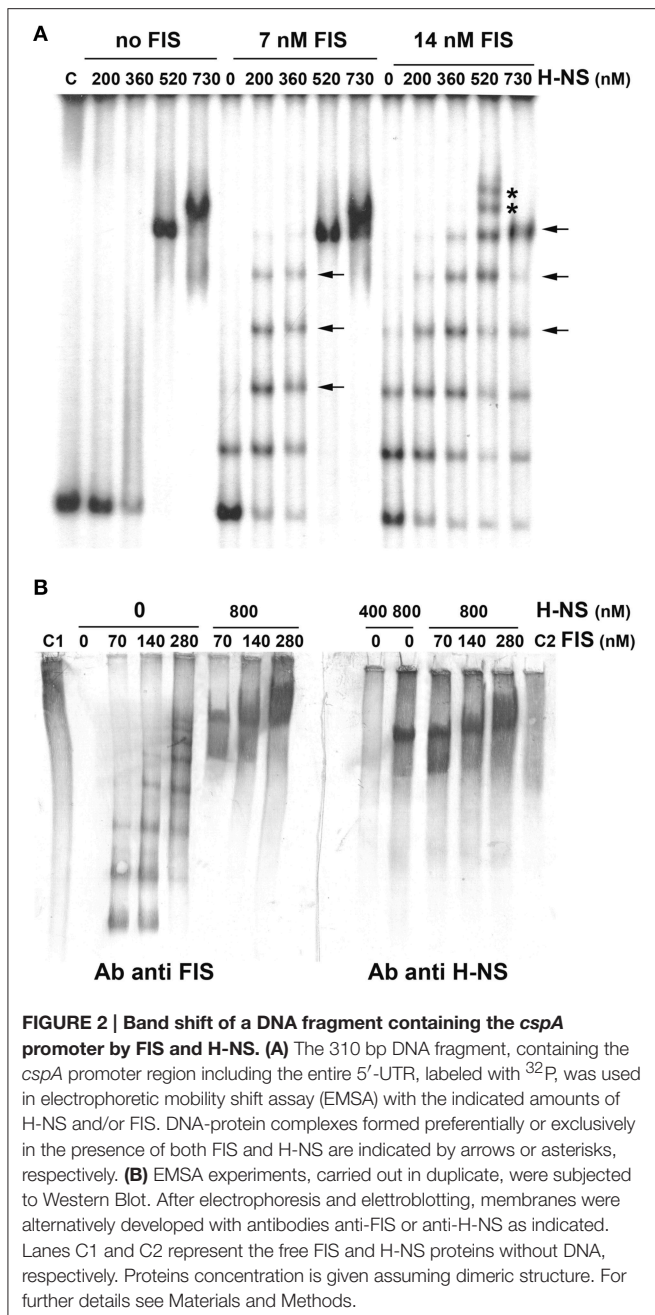 A
no FIS 7 nM FIS 14 nM FIS
C 200 360 520 730 0 200 360 520 730 0 200 360 520 730 H-NS (nM)
*
*
B
0 800 400 800 800 H-NS (nM)
C1 0 70 140 280 70 140 280 0 0 70 140 280 C2 FIS (nM)
Ab anti FIS Ab anti H-NS
FIGURE 2 | Band shift of a DNA fragment containing the cspA
promoter by FIS and H-NS. (A) The 310 bp DNA fragment, containing the
cspA promoter region including the entire 5′-UTR, labeled with ³²P, was used
in electrophoretic mobility shift assay (EMSA) with the indicated amounts of
H-NS and/or FIS. DNA-protein complexes formed preferentially or exclusively
in the presence of both FIS and H-NS are indicated by arrows or asterisks,
respectively. (B) EMSA experiments, carried out in duplicate, were subjected
to Western Blot. After electrophoresis and elettroblotting, membranes were
alternatively developed with antibodies anti-FIS or anti-H-NS as indicated.
Lanes C1 and C2 represent the free FIS and H-NS proteins without DNA,
respectively. Proteins concentration is given assuming dimeric structure. For
further details see Materials and Methods.